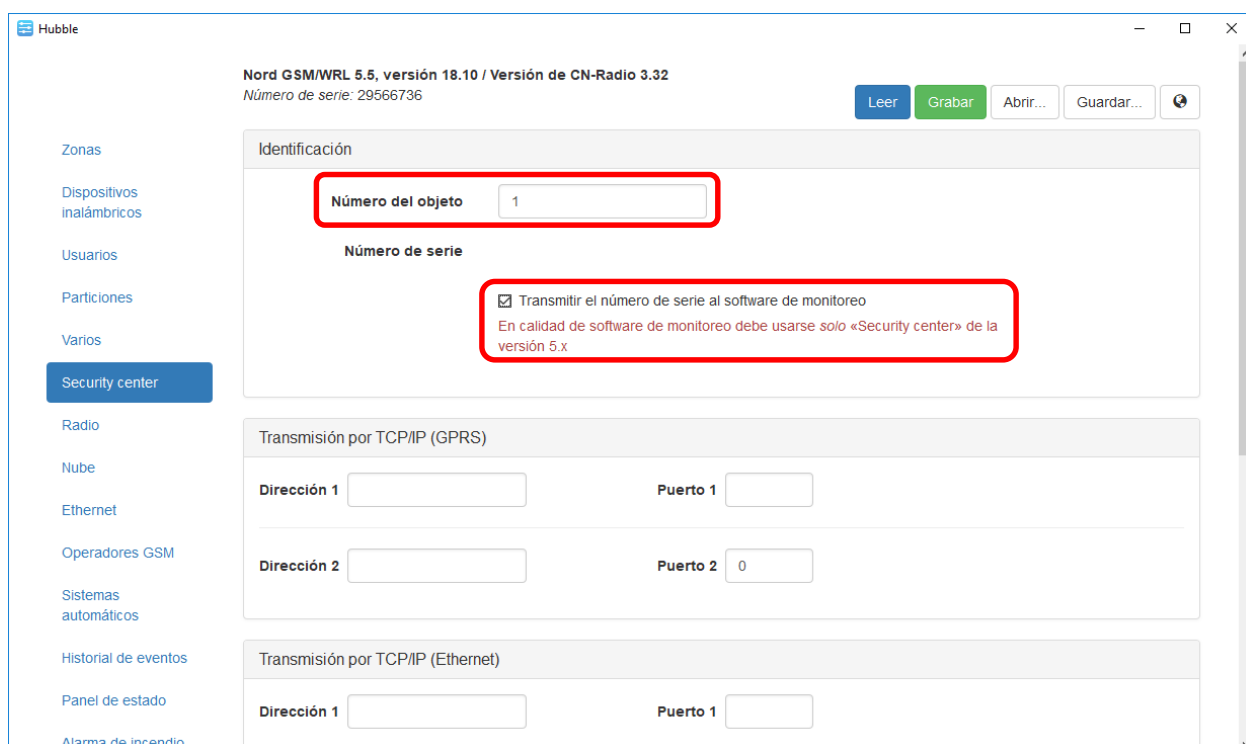 Hubble
Nord GSM/WRL 5.5, versión 18.10 / Versión de CN-Radio 3.32
Número de serie: 29566736
Leer
Grabar
Abrir...
Guardar...
Zonas
Dispositivos
inalámbricos
Usuarios
Particiones
Varios
Security center
Radio
Nube
Ethernet
Operadores GSM
Sistemas
automáticos
Historial de eventos
Panel de estado
Alarma de incendio
Identificación
Número del objeto
1
Número de serie
Transmitir el número de serie al software de monitoreo
En calidad de software de monitoreo debe usarse solo «Security center» de la
versión 5.x
Transmisión por TCP/IP (GPRS)
Dirección 1
Puerto 1
Dirección 2
Puerto 2
0
Transmisión por TCP/IP (Ethernet)
Dirección 1
Puerto 1